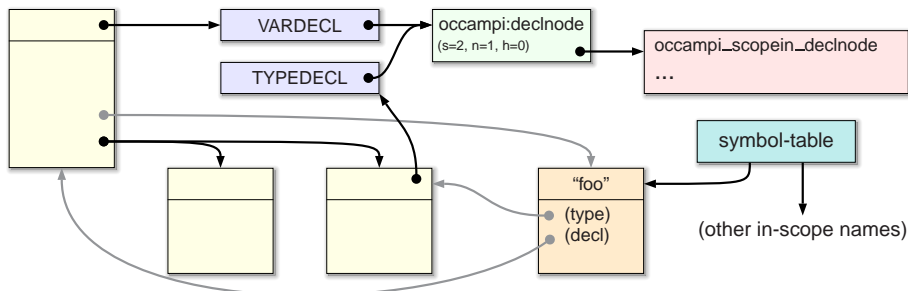 VARDECL
occampi:declnode
(s=2, n=1, h=0)
occampi_scopein_declnode
...
TYPEDECL
symbol-table
“foo”
(type)
(decl)
(other in-scope names)